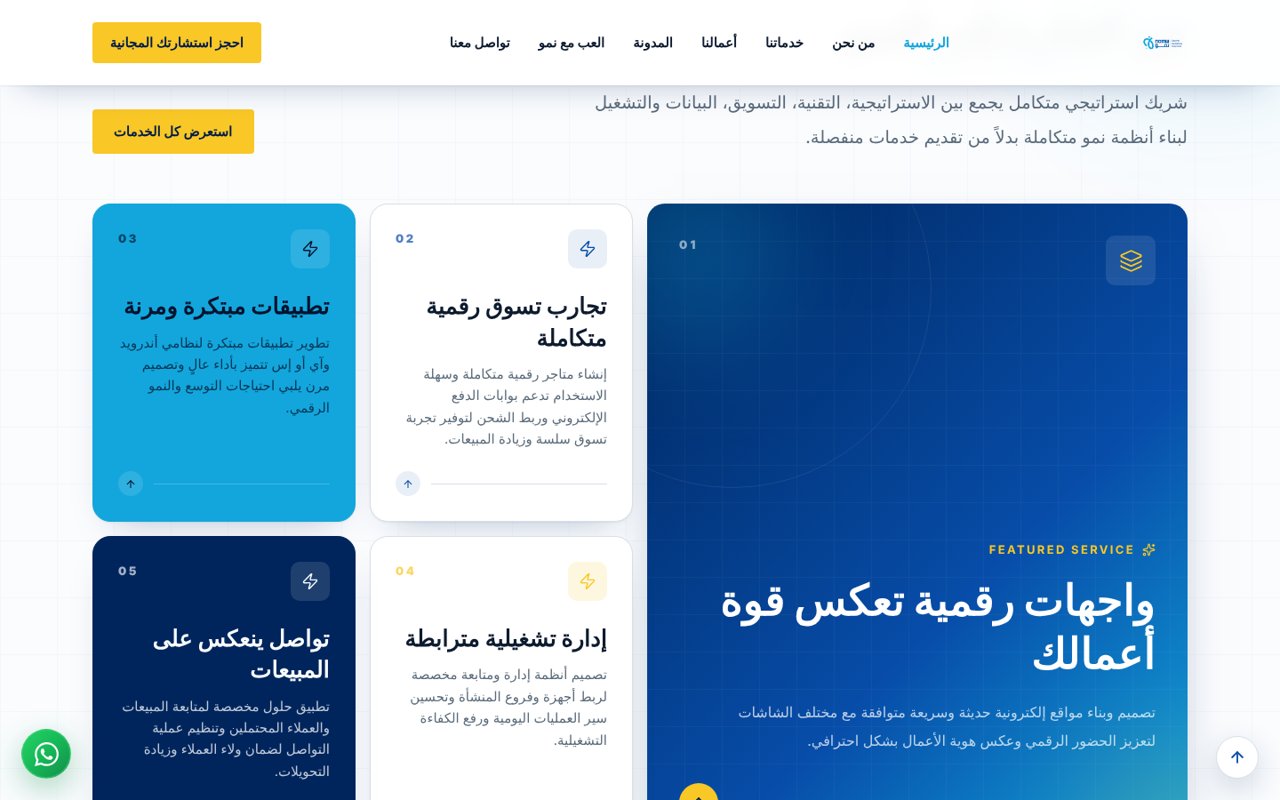 الرئيسية
من نحن
خدماتنا
أعمالنا
المدونة
العب مع نمو
تواصل معنا
احجز استشارتك المجانية
شريك استراتيجي متكامل يجمع بين الاستراتيجية، التقنية، التسويق، البيانات والتشغيل
لبناء أنظمة نمو متكاملة بدلاً من تقديم خدمات منفصلة.
استعرض كل الخدمات
01
FEATURED SERVICE
واجهات رقمية تعكس قوة
أعمالك
تصميم وبناء مواقع إلكترونية حديثة وسريعة متوافقة مع مختلف الشاشات
لتعزيز الحضور الرقمي وعكس هوية الأعمال بشكل احترافي.
02
تجارب تسوق رقمية
متكاملة
إنشاء متاجر رقمية متكاملة وسهلة
الاستخدام تدعم بوابات الدفع
الإلكتروني وربط الشحن لتوفير تجربة
تسوق سلسة وزيادة المبيعات.
03
تطبيقات مبتكرة ومرنة
تطوير تطبيقات مبتكرة لنظامي أندرويد
وآي أو إس تتميز بأداء عالٍ وتصميم
مرن يلبي احتياجات التوسع والنمو
الرقمي.
04
إدارة تشغيلية مترابطة
تصميم أنظمة إدارة ومتابعة مخصصة
لربط أجهزة وفروع المنشأة وتحسين
سير العمليات اليومية ورفع الكفاءة
التشغيلية.
05
تواصل ينعكس على
المبيعات
تطبيق حلول مخصصة لمتابعة المبيعات
والعملاء المحتملين وتنظيم عملية
التواصل لضمان ولاء العملاء وزيادة
التحويلات.